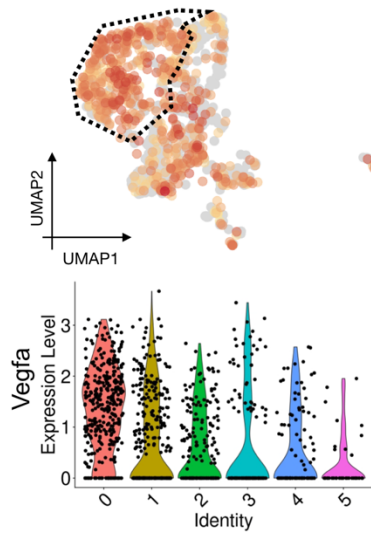 UMAP2
UMAP1
Vegfa
Expression Level
3
2
1
0
0 1 2 3 4 5
Identity